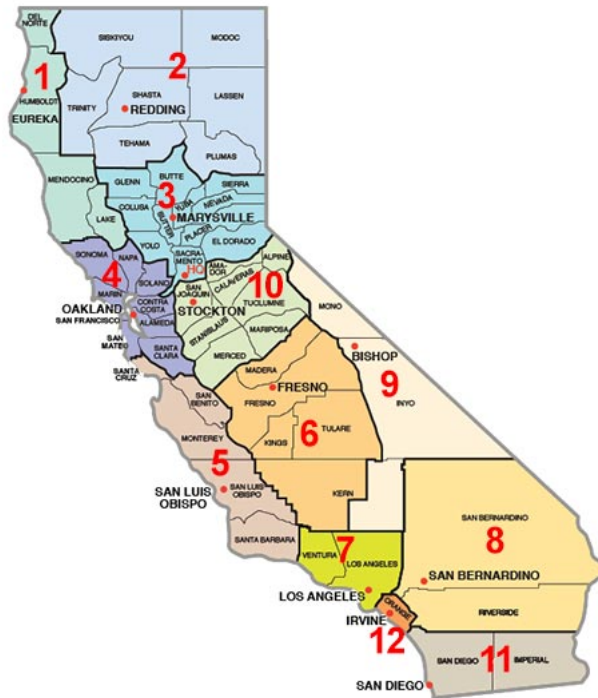 DEL
NORTE
SISKIYOU
MODOC
1
2
HUMBOLDT
EUREKA
TRINITY
SHASTA
REDDING
LASSEN
TEHAMA
PLUMAS
MENDOCINO
GLENN
BUTTE
SIERRA
3
YUBA
NEVADA
COLUSA
SUTTER
MARYSVILLE
PLACER
LAKE
YOLO
EL DORADO
SACRA-
MENTO
HQ
SONOMA
NAPA
4
SOLANO
AMA-
DOR
ALPINE
CALAVERAS
10
MARIN
SAN
JOAQUIN
TUOLUMNE
OAKLAND
CONTRA
COSTA
STOCKTON
MONO
SAN FRANCISCO
ALAMEDA
STANISLAUS
MARIPOSA
SAN
MATEO
SANTA
CLARA
MERCED
BISHOP
SANTA
CRUZ
MADERA
9
SAN
BENITO
FRESNO
FRESNO
INYO
MONTEREY
KINGS
6
TULARE
5
SAN LUIS
OBISPO
SAN LUIS
OBISPO
KERN
SANTA BARBARA
SAN BERNARDINO
8
7
VENTURA
LOS ANGELES
SAN BERNARDINO
LOS ANGELES
ORANGE
IRVINE
RIVERSIDE
12
SAN DIEGO
11
IMPERIAL
SAN DIEGO